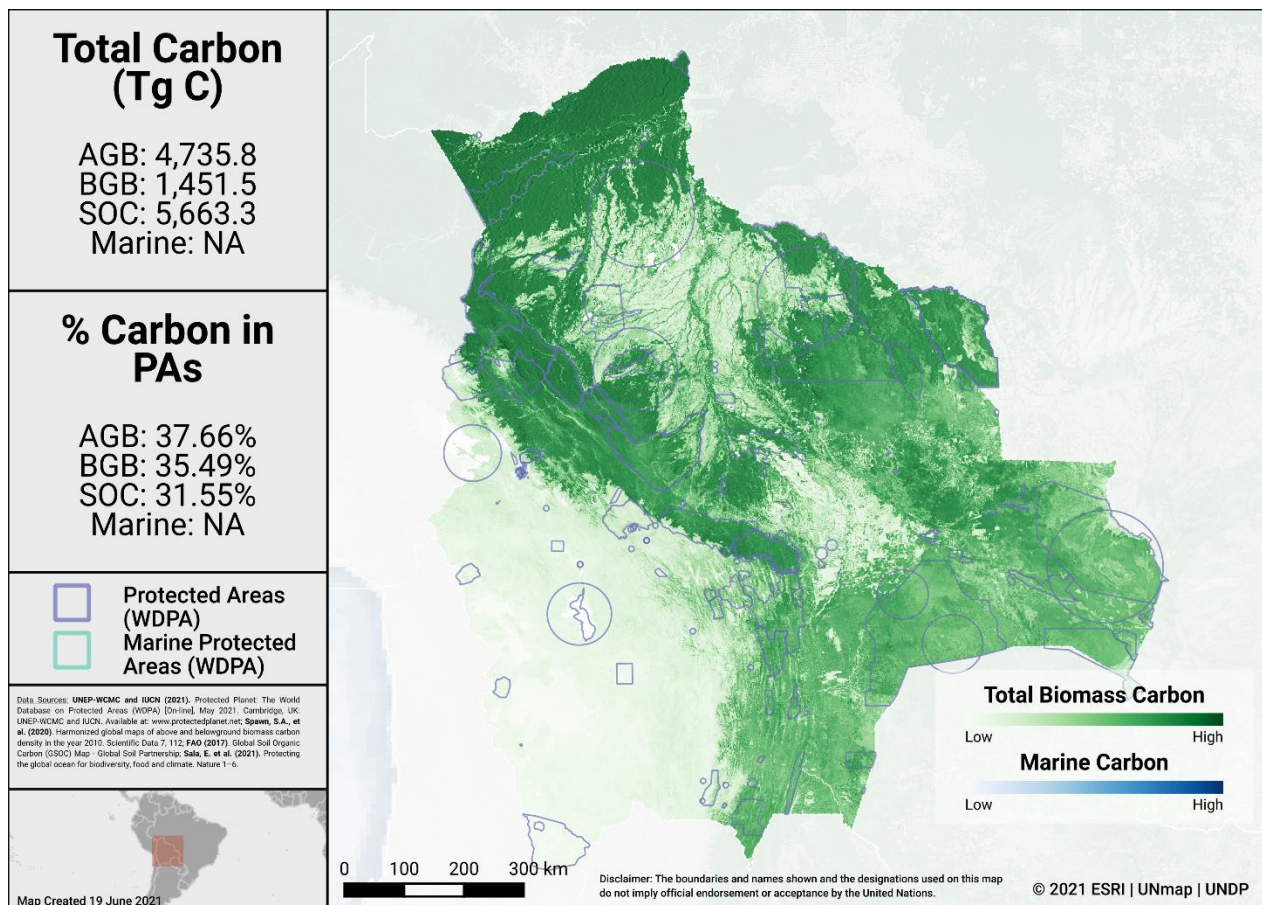 Total Carbon
(Tg C)
AGB: 4,735.8
BGB: 1,451.5
SOC: 5,663.3
Marine: NA
% Carbon in
PAs
AGB: 37.66%
BGB: 35.49%
SOC: 31.55%
Marine: NA
Protected Areas
(WDPA)
Marine Protected
Areas (WDPA)
Data Sources: UNEP-WCMC and IUCN (2021). Protected Planet: The World
Database on Protected Areas (WDPA) [On-line], May 2021. Cambridge, UK:
UNEP-WCMC and IUCN. Available at: www.protectedplanet.net; Spawn, S.A., et
al. (2020). Harmonized global maps of above and belowground biomass carbon
density in the year 2010. Scientific Data 7, 112; FAO (2017). Global Soil Organic
Carbon (GSOC) Map - Global Soil Partnership; Sala, E. et al. (2021). Protecting
the global ocean for biodiversity, food and climate. Nature 1–6.
Map Created 19 June 2021
Total Biomass Carbon
Low High
Marine Carbon
Low High
0 100 200 300 km
Disclaimer: The boundaries and names shown and the designations used on this map
do not imply official endorsement or acceptance by the United Nations.
© 2021 ESRI | UNmap | UNDP